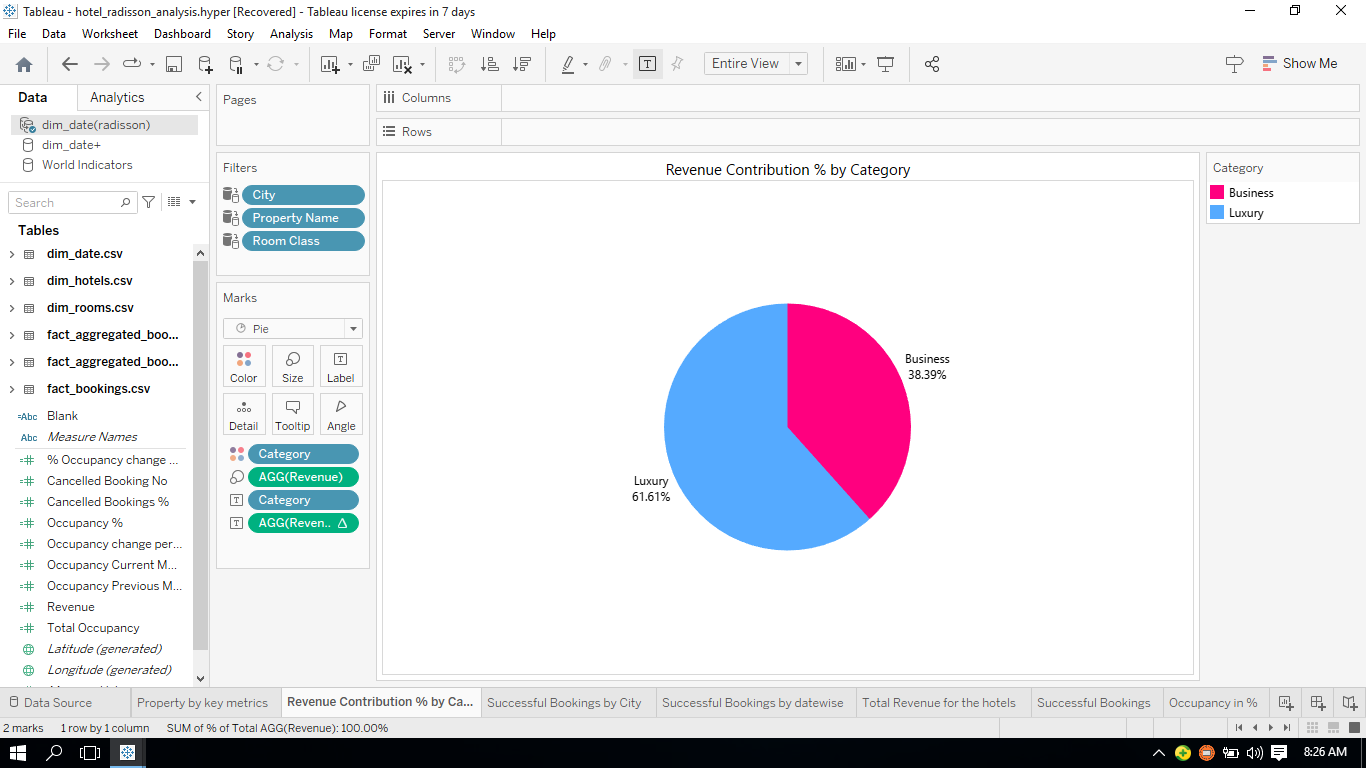 Tableau - hotel_radisson_analysis.hyper [Recovered] - Tableau license expires in 7 days
File Data Worksheet Dashboard Story Analysis Map Format Server Window Help
Entire View
Show Me
Data Analytics
dim_date(radisson)
dim_date+
World Indicators
Search
Tables
dim_date.csv
dim_hotels.csv
dim_rooms.csv
fact_aggregated_boo...
fact_aggregated_boo...
fact_bookings.csv
=Abc Blank
Abc Measure Names
% Occupancy change ...
Cancelled Booking No
Cancelled Bookings %
Occupancy %
Occupancy change per...
Occupancy Current M...
Occupancy Previous M...
Revenue
Total Occupancy
Latitude (generated)
Longitude (generated)
Pages
Filters
City
Property Name
Room Class
Marks
Pie
Color Size Label
Detail Tooltip Angle
Category
AGG(Revenue)
Category
AGG(Reven.. Δ
Columns
Rows
Revenue Contribution % by Category
Business
38.39%
Luxury
61.61%
Category
Business
Luxury
Data Source Property by key metrics Revenue Contribution % by Ca... Successful Bookings by City Successful Bookings by datewise Total Revenue for the hotels Successful Bookings Occupancy in %
2 marks 1 row by 1 column SUM of % of Total AGG(Revenue): 100.00%
8:26 AM